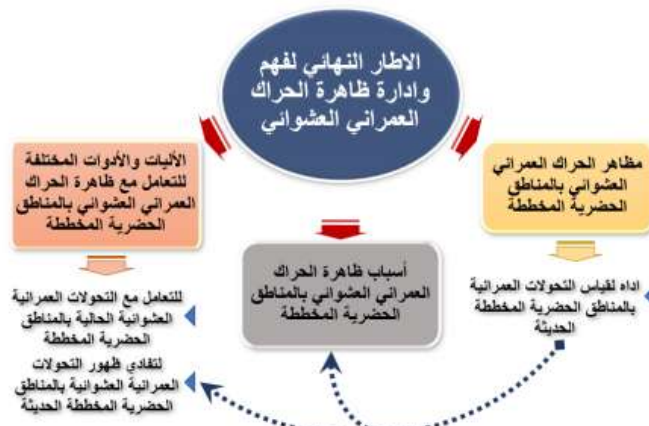 الاطار النهائي لفهم
وادارة ظاهرة الحراك
العمراني العشوائي
مظاهر الحراك العمراني
العشوائي بالمناطق
الحضرية المخططة
اداه لقياس التحولات العمرانية
بالمناطق الحضرية المخططة
الحديثة
أسباب ظاهرة الحراك
العمراني العشوائي بالمناطق
الحضرية المخططة
الأليات والأدوات المختلفة
للتعامل مع ظاهرة الحراك
العمراني العشوائي بالمناطق
الحضرية المخططة
للتعامل مع التحولات العمرانية
العشوائية الحالية بالمناطق
الحضرية المخططة
لتفادي ظهور التحولات
العمرانية العشوائية بالمناطق
الحضرية المخططة الحديثة